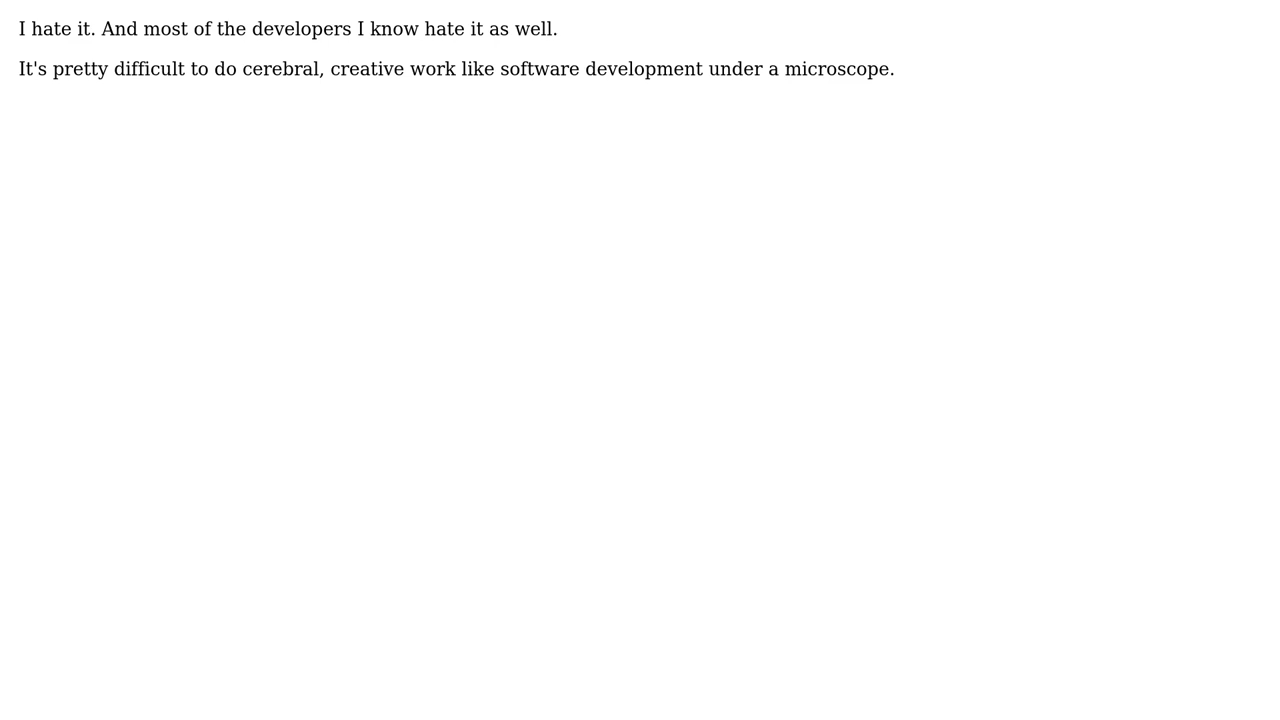 I hate it. And most of the developers I know hate it as well.
It's pretty difficult to do cerebral, creative work like software development under a microscope.